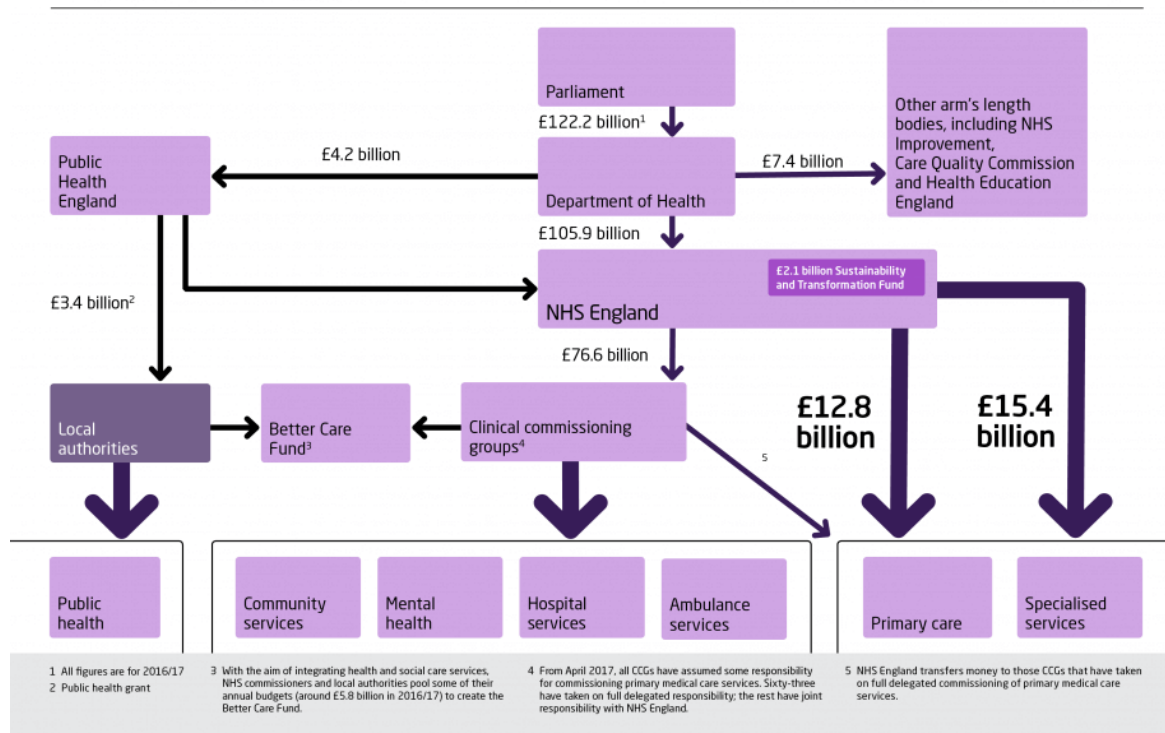 Parliament
£122.2 billion¹
Other arm's length
bodies, including NHS
Improvement,
Care Quality Commission
and Health Education
England
Public
Health
England
£4.2 billion
£7.4 billion
Department of Health
£105.9 billion
£2.1 billion Sustainability
and Transformation Fund
NHS England
£3.4 billion²
£76.6 billion
£12.8
billion
£15.4
billion
Local
authorities
Better Care
Fund³
Clinical commissioning
groups⁴
5
Public
health
Community
services
Mental
health
Hospital
services
Ambulance
services
Primary care
Specialised
services
1 All figures are for 2016/17
2 Public health grant
3 With the aim of integrating health and social care services,
NHS commissioners and local authorities pool some of their
annual budgets (around £5.8 billion in 2016/17) to create the
Better Care Fund.
4 From April 2017, all CCGs have assumed some responsibility
for commissioning primary medical care services. Sixty-three
have taken on full delegated responsibility; the rest have joint
responsibility with NHS England.
5 NHS England transfers money to those CCGs that have taken
on full delegated commissioning of primary medical care
services.